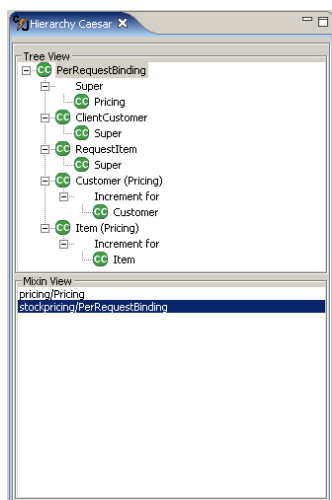 Hierarchy Caesar
Tree View
CC PerRequestBinding
Super
CC Pricing
CC ClientCustomer
CC Super
CC RequestItem
CC Super
CC Customer (Pricing)
Increment for
CC Customer
CC Item (Pricing)
Increment for
CC Item
Mixin View
pricing/Pricing
stockpricing/PerRequestBinding